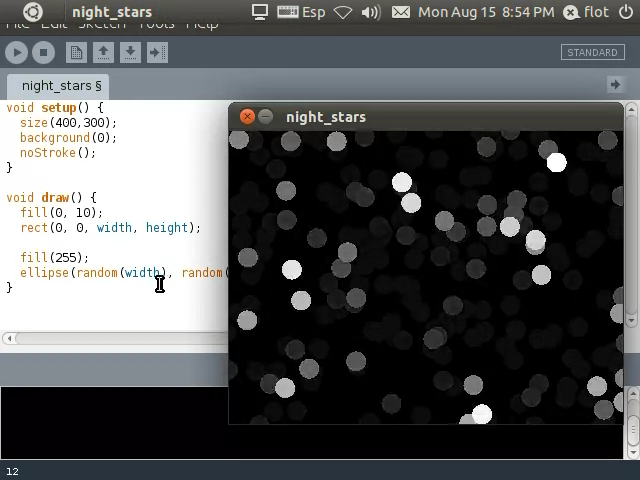 night_stars
Esp
Mon Aug 15 8:54 PM
flot
File Edit Sketch Tools Help
STANDARD
night_stars §
void setup() {
size(400,300);
background(0);
noStroke();
}
void draw() {
fill(0, 10);
rect(0, 0, width, height);
fill(255);
ellipse(random(width), random(
}
night_stars
12